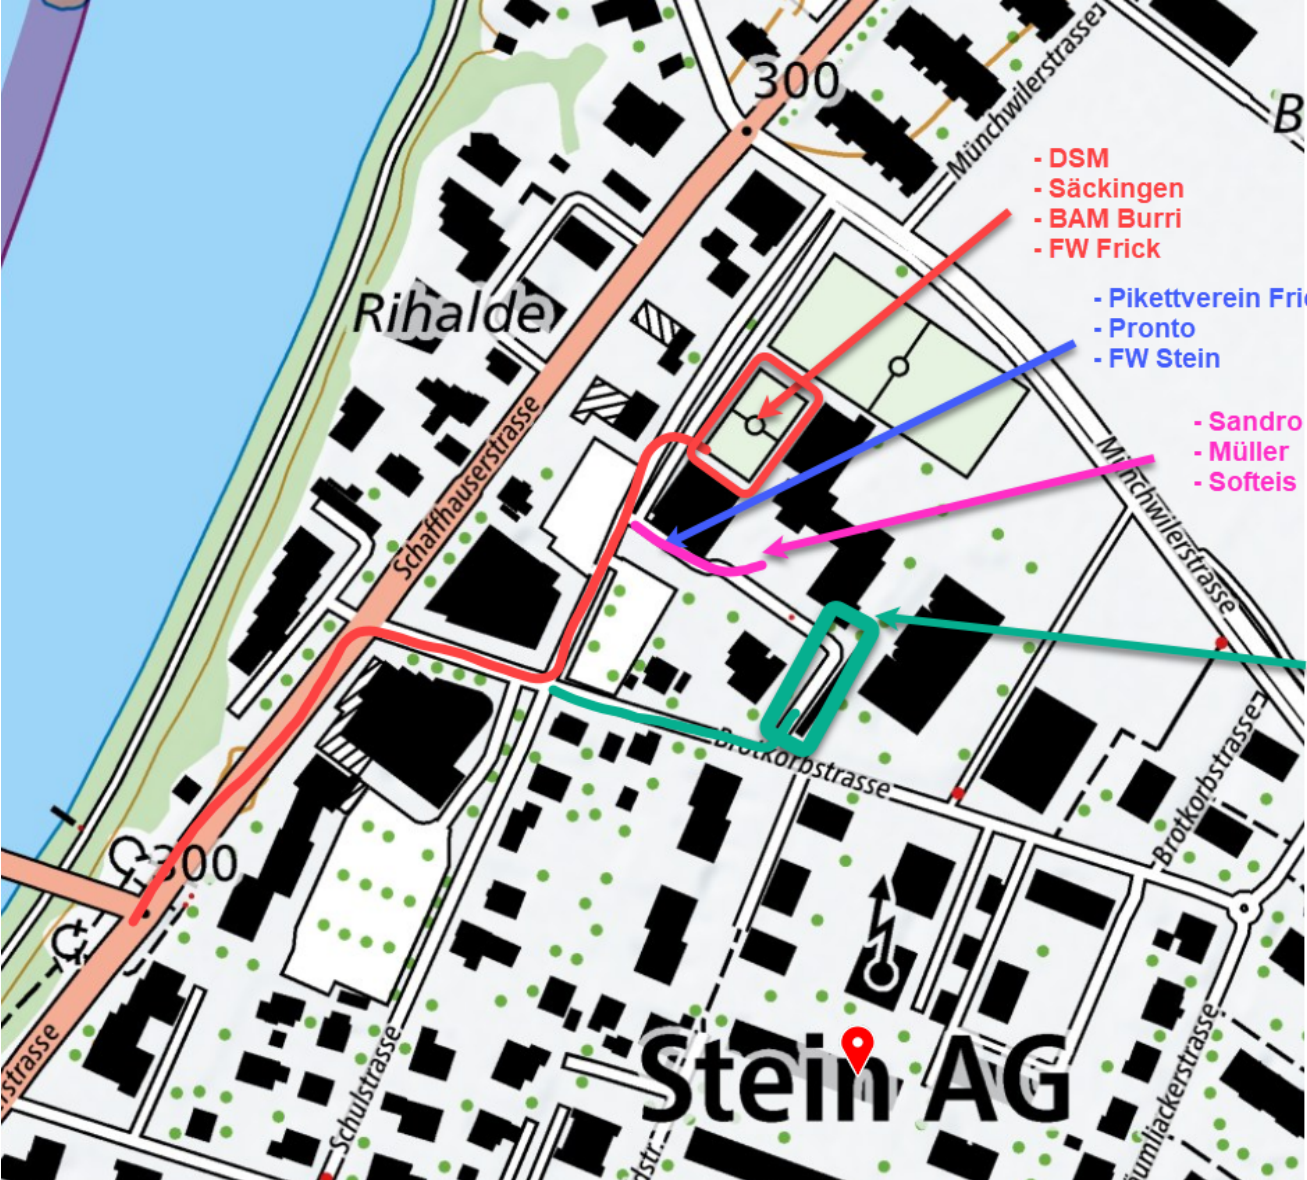 300
Münchwilerstrasse
B
- DSM
- Säckingen
- BAM Burri
- FW Frick
- Pikettverein Fri
- Pronto
- FW Stein
Rihalde
- Sandro
- Müller
- Softeis
Schaffhauserstrasse
Münchwilerstrasse
Brotkorbstrasse
Brotkorbstrasse
300
Stein AG
strasse
Schulstrasse
dstr.
umliackerstrasse